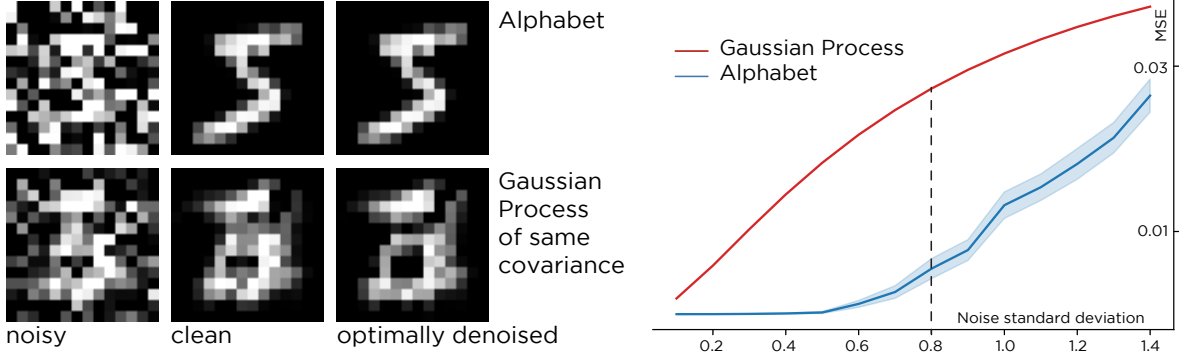 Alphabet
Gaussian
Process
of same
covariance
noisy
clean
optimally denoised
MSE
Gaussian Process
Alphabet
0.03
0.01
Noise standard deviation
0.2
0.4
0.6
0.8
1.0
1.2
1.4